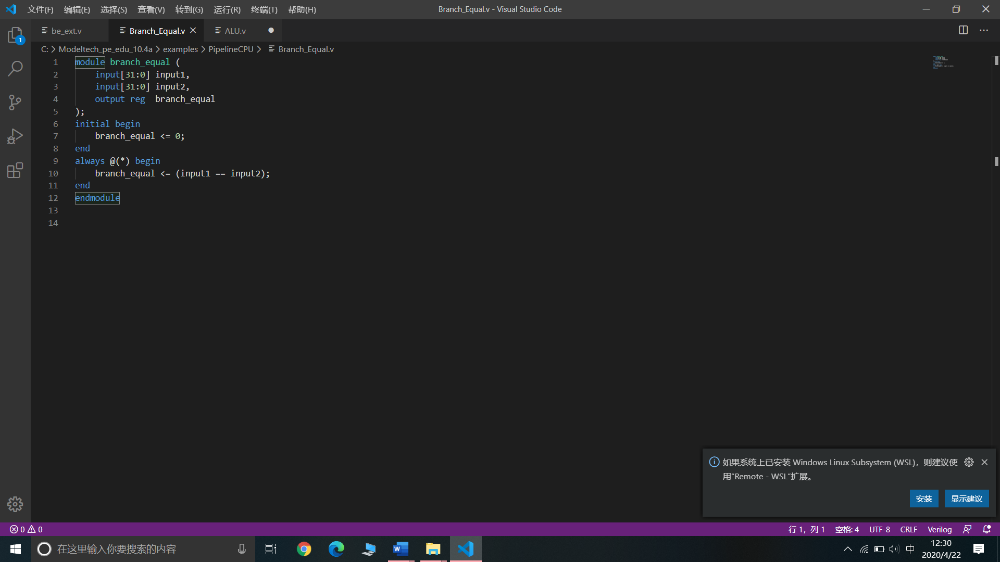 文件(F) 编辑(E) 选择(S) 查看(V) 转到(G) 运行(R) 终端(T) 帮助(H)
Branch_Equal.v - Visual Studio Code
be_ext.v Branch_Equal.v ALU.v
1
C: > Modeltech_pe_edu_10.4a > examples > PipelineCPU > Branch_Equal.v
1 module branch_equal (
2 input[31:0] input1,
3 input[31:0] input2,
4 output reg  branch_equal
5 );
6 initial begin
7 branch_equal <= 0;
8 end
9 always @(*) begin
10 branch_equal <= (input1 == input2);
11 end
12 endmodule
13
14
如果系统上已安装 Windows Linux Subsystem (WSL)，则建议使
用"Remote - WSL"扩展。
安装 显示建议
0 0 行 1，列 1 空格: 4 UTF-8 CRLF Verilog
在这里输入你要搜索的内容
中
12:30
2020/4/22